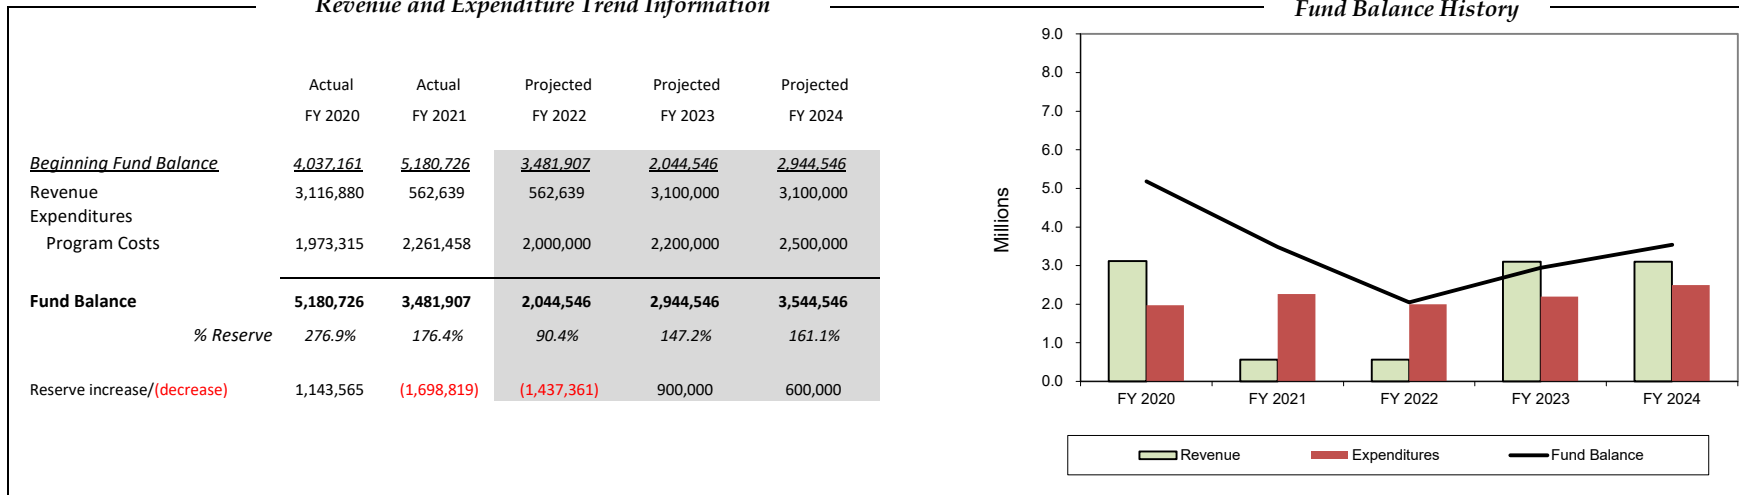 Revenue and Expenditure Trend Information
Actual Actual Projected Projected Projected
FY 2020 FY 2021 FY 2022 FY 2023 FY 2024
Beginning Fund Balance 4,037,161 5,180,726 3,481,907 2,044,546 2,944,546
Revenue 3,116,880 562,639 562,639 3,100,000 3,100,000
Expenditures
Program Costs 1,973,315 2,261,458 2,000,000 2,200,000 2,500,000
Fund Balance 5,180,726 3,481,907 2,044,546 2,944,546 3,544,546
% Reserve 276.9% 176.4% 90.4% 147.2% 161.1%
Reserve increase/(decrease) 1,143,565 (1,698,819) (1,437,361) 900,000 600,000
Fund Balance History
9.0
8.0
7.0
6.0
5.0
4.0
3.0
2.0
1.0
0.0
Millions
FY 2020 FY 2021 FY 2022 FY 2023 FY 2024
Revenue Expenditures Fund Balance